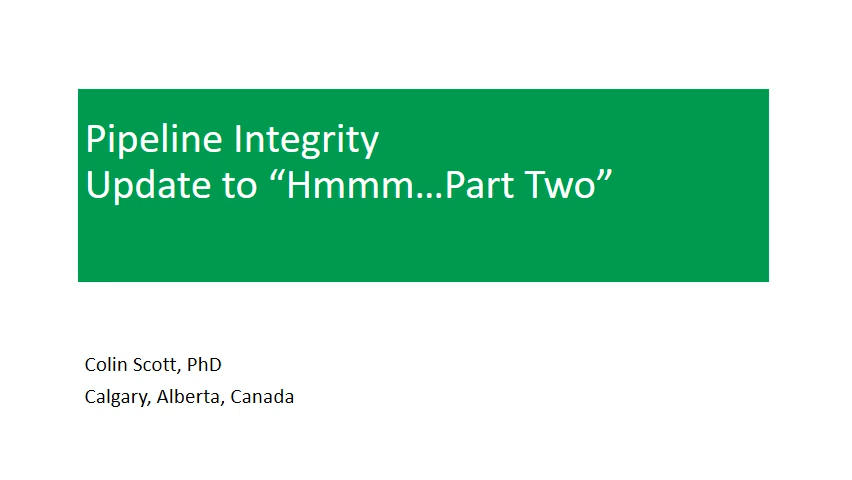 Pipeline Integrity
Update to “Hmmm…Part Two”
Colin Scott, PhD
Calgary, Alberta, Canada